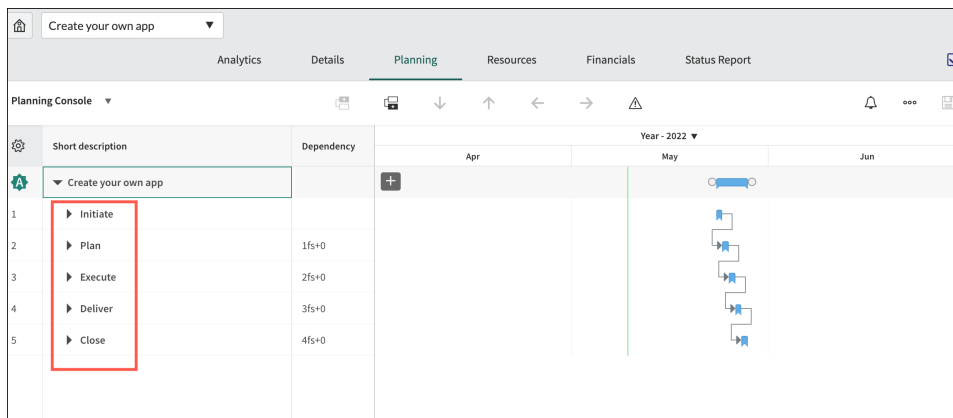 Create your own app ▼
Analytics Details Planning Resources Financials Status Report
Planning Console ▼
Short description Dependency Year - 2022 ▼
Apr May Jun
A Create your own app
1 Initiate
2 Plan 1fs+0
3 Execute 2fs+0
4 Deliver 3fs+0
5 Close 4fs+0